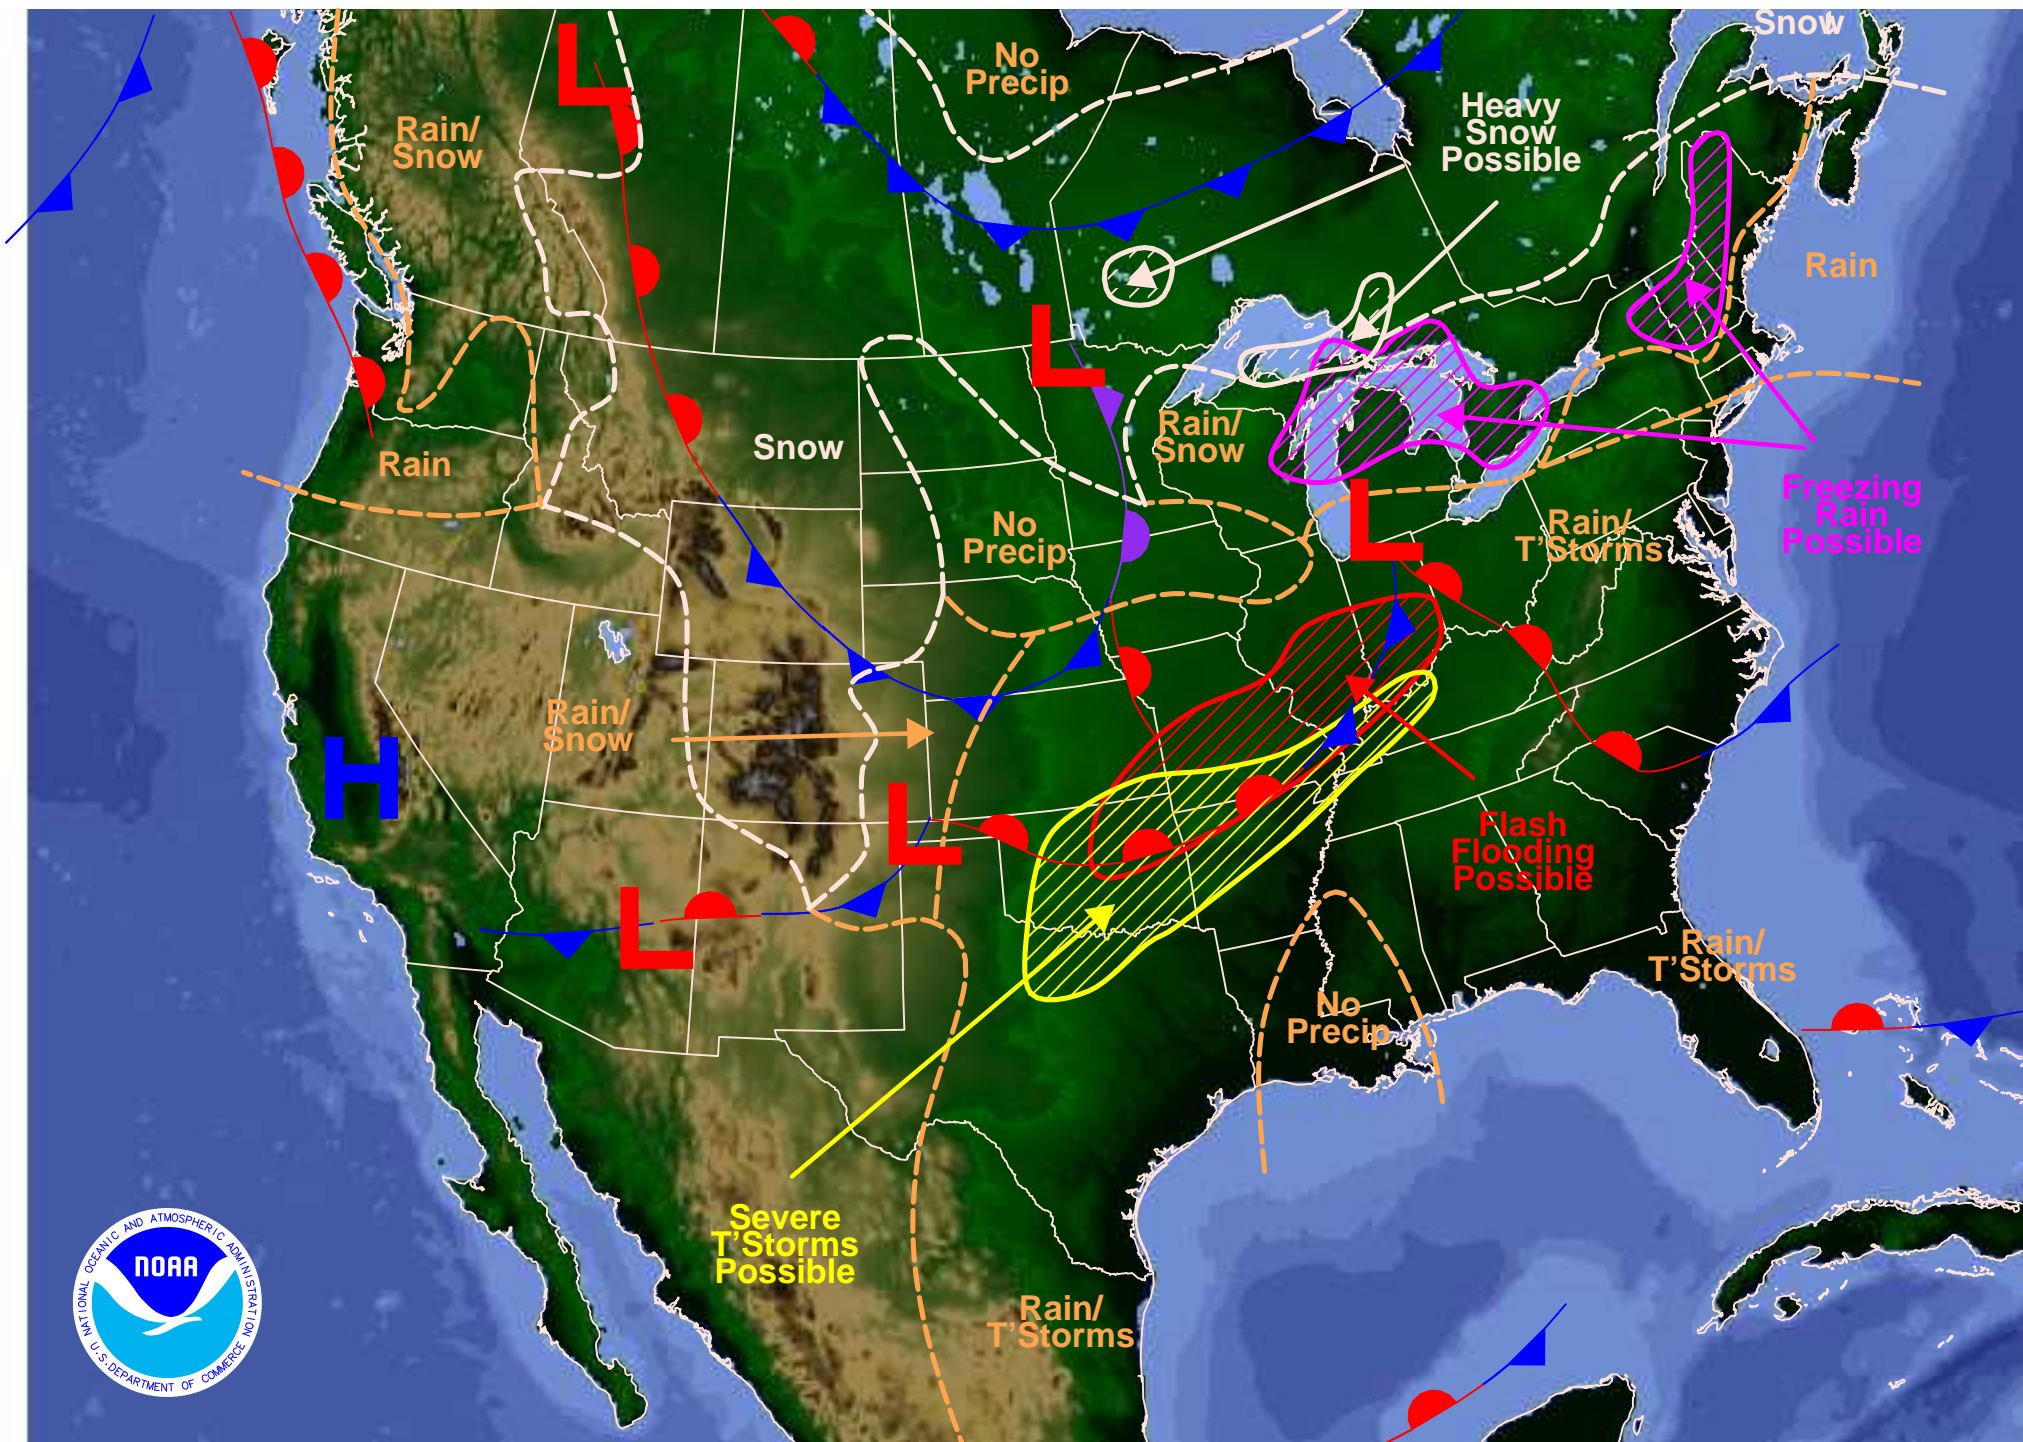 Snow
No
Precip
Heavy
Snow
Possible
Rain/
Snow
L
Rain
L
Rain/
Snow
Snow
Rain
Freezing
Rain
Possible
L
Rain/
T'Storms
No
Precip
Rain/
Snow
H
L
Flash
Flooding
Possible
L
Rain/
T'Storms
No
Precip
Severe
T'Storms
Possible
Rain/
T'Storms
NATIONAL OCEANIC AND ATMOSPHERIC ADMINISTRATION
NOAA
U.S. DEPARTMENT OF COMMERCE